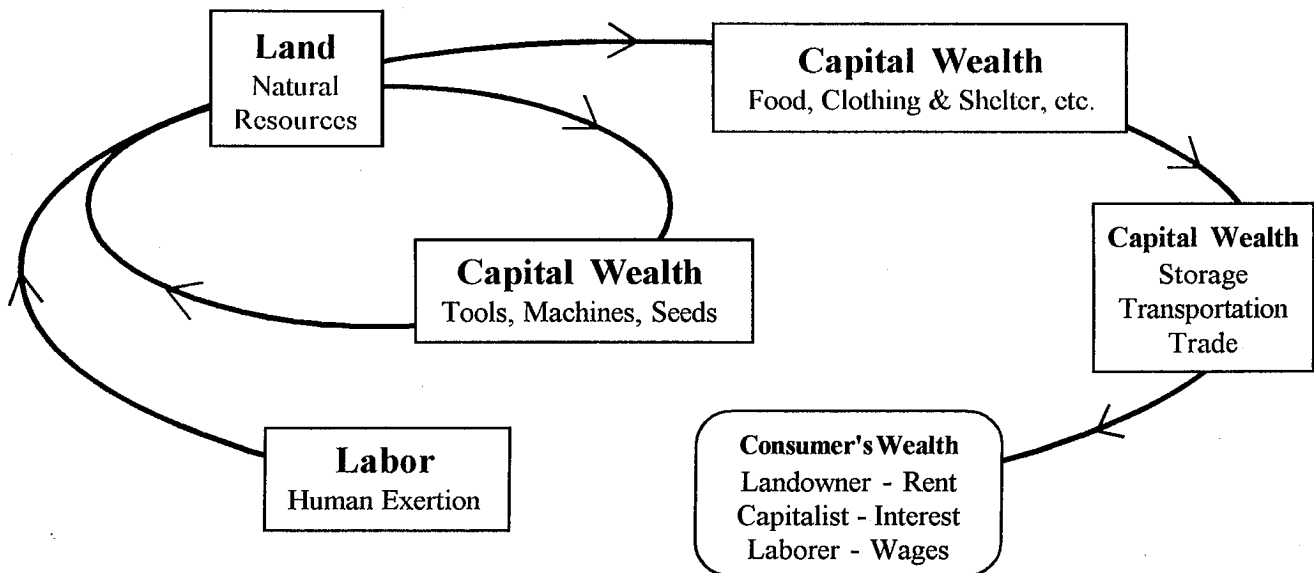 Land
Natural
Resources
Capital Wealth
Food, Clothing & Shelter, etc.
Capital Wealth
Storage
Transportation
Trade
Capital Wealth
Tools, Machines, Seeds
Labor
Human Exertion
Consumer's Wealth
Landowner - Rent
Capitalist - Interest
Laborer - Wages